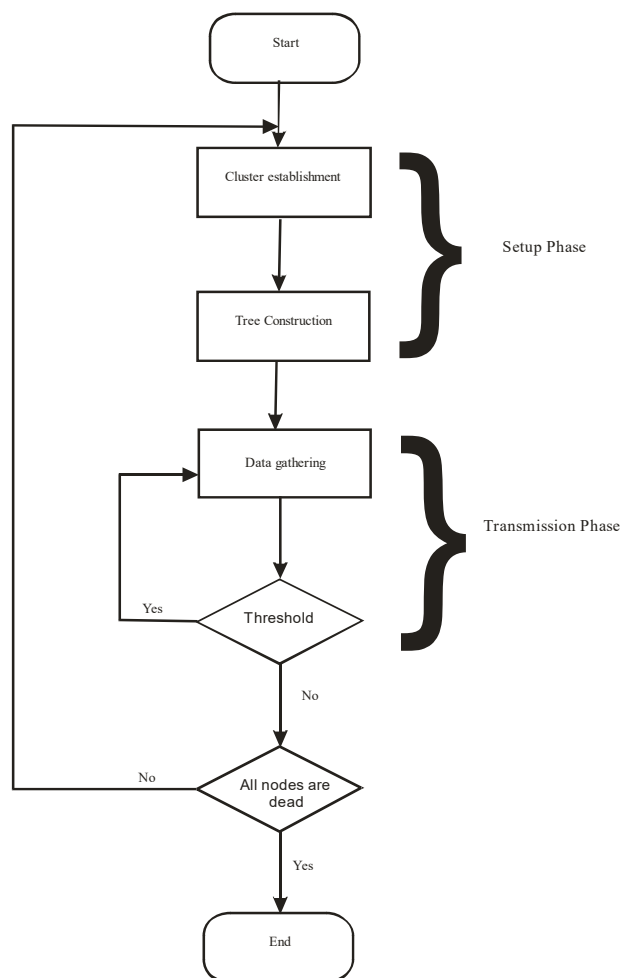 Start
Cluster establishment
Setup Phase
Tree Construction
Data gathering
Transmission Phase
Yes
Threshold
No
No
All nodes are
dead
Yes
End